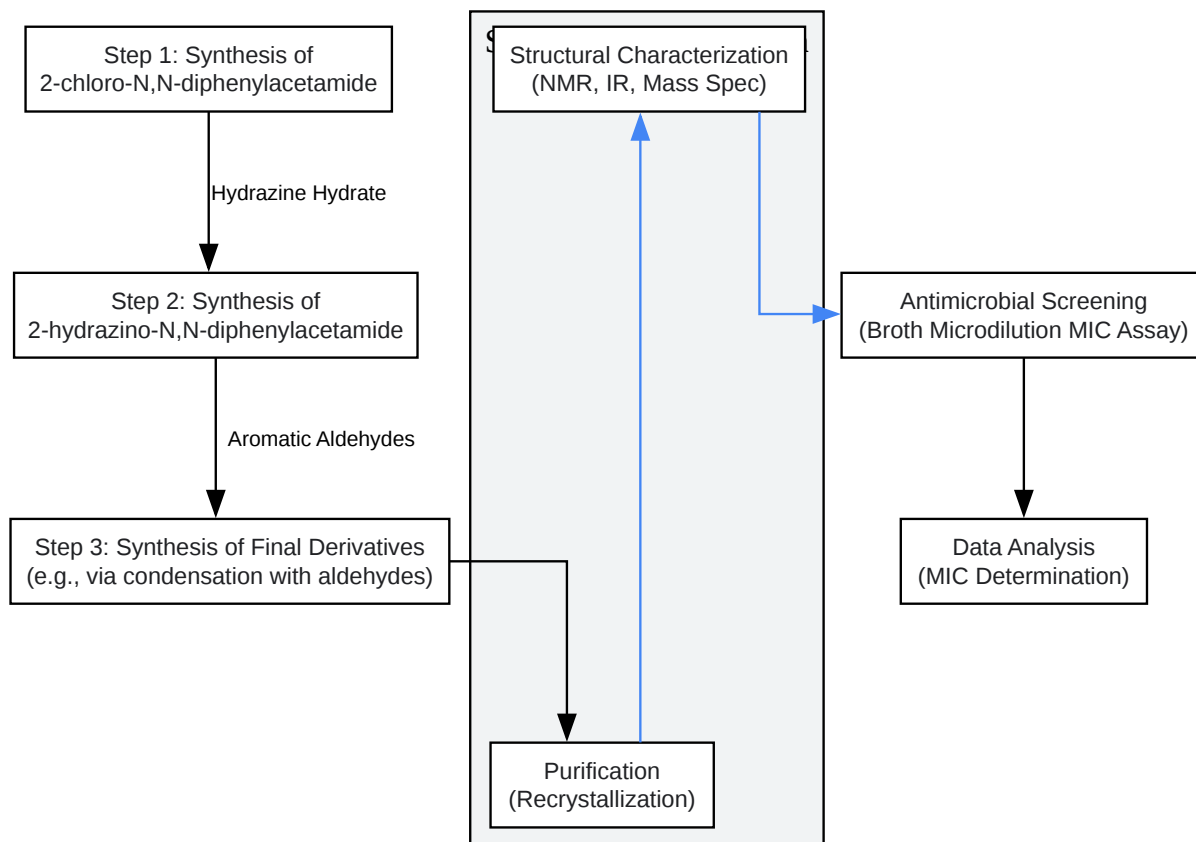 Step 1: Synthesis of
2-chloro-N,N-diphenylacetamide
Hydrazine Hydrate
Step 2: Synthesis of
2-hydrazino-N,N-diphenylacetamide
Aromatic Aldehydes
Step 3: Synthesis of Final Derivatives
(e.g., via condensation with aldehydes)
Structural Characterization
(NMR, IR, Mass Spec)
Purification
(Recrystallization)
Antimicrobial Screening
(Broth Microdilution MIC Assay)
Data Analysis
(MIC Determination)